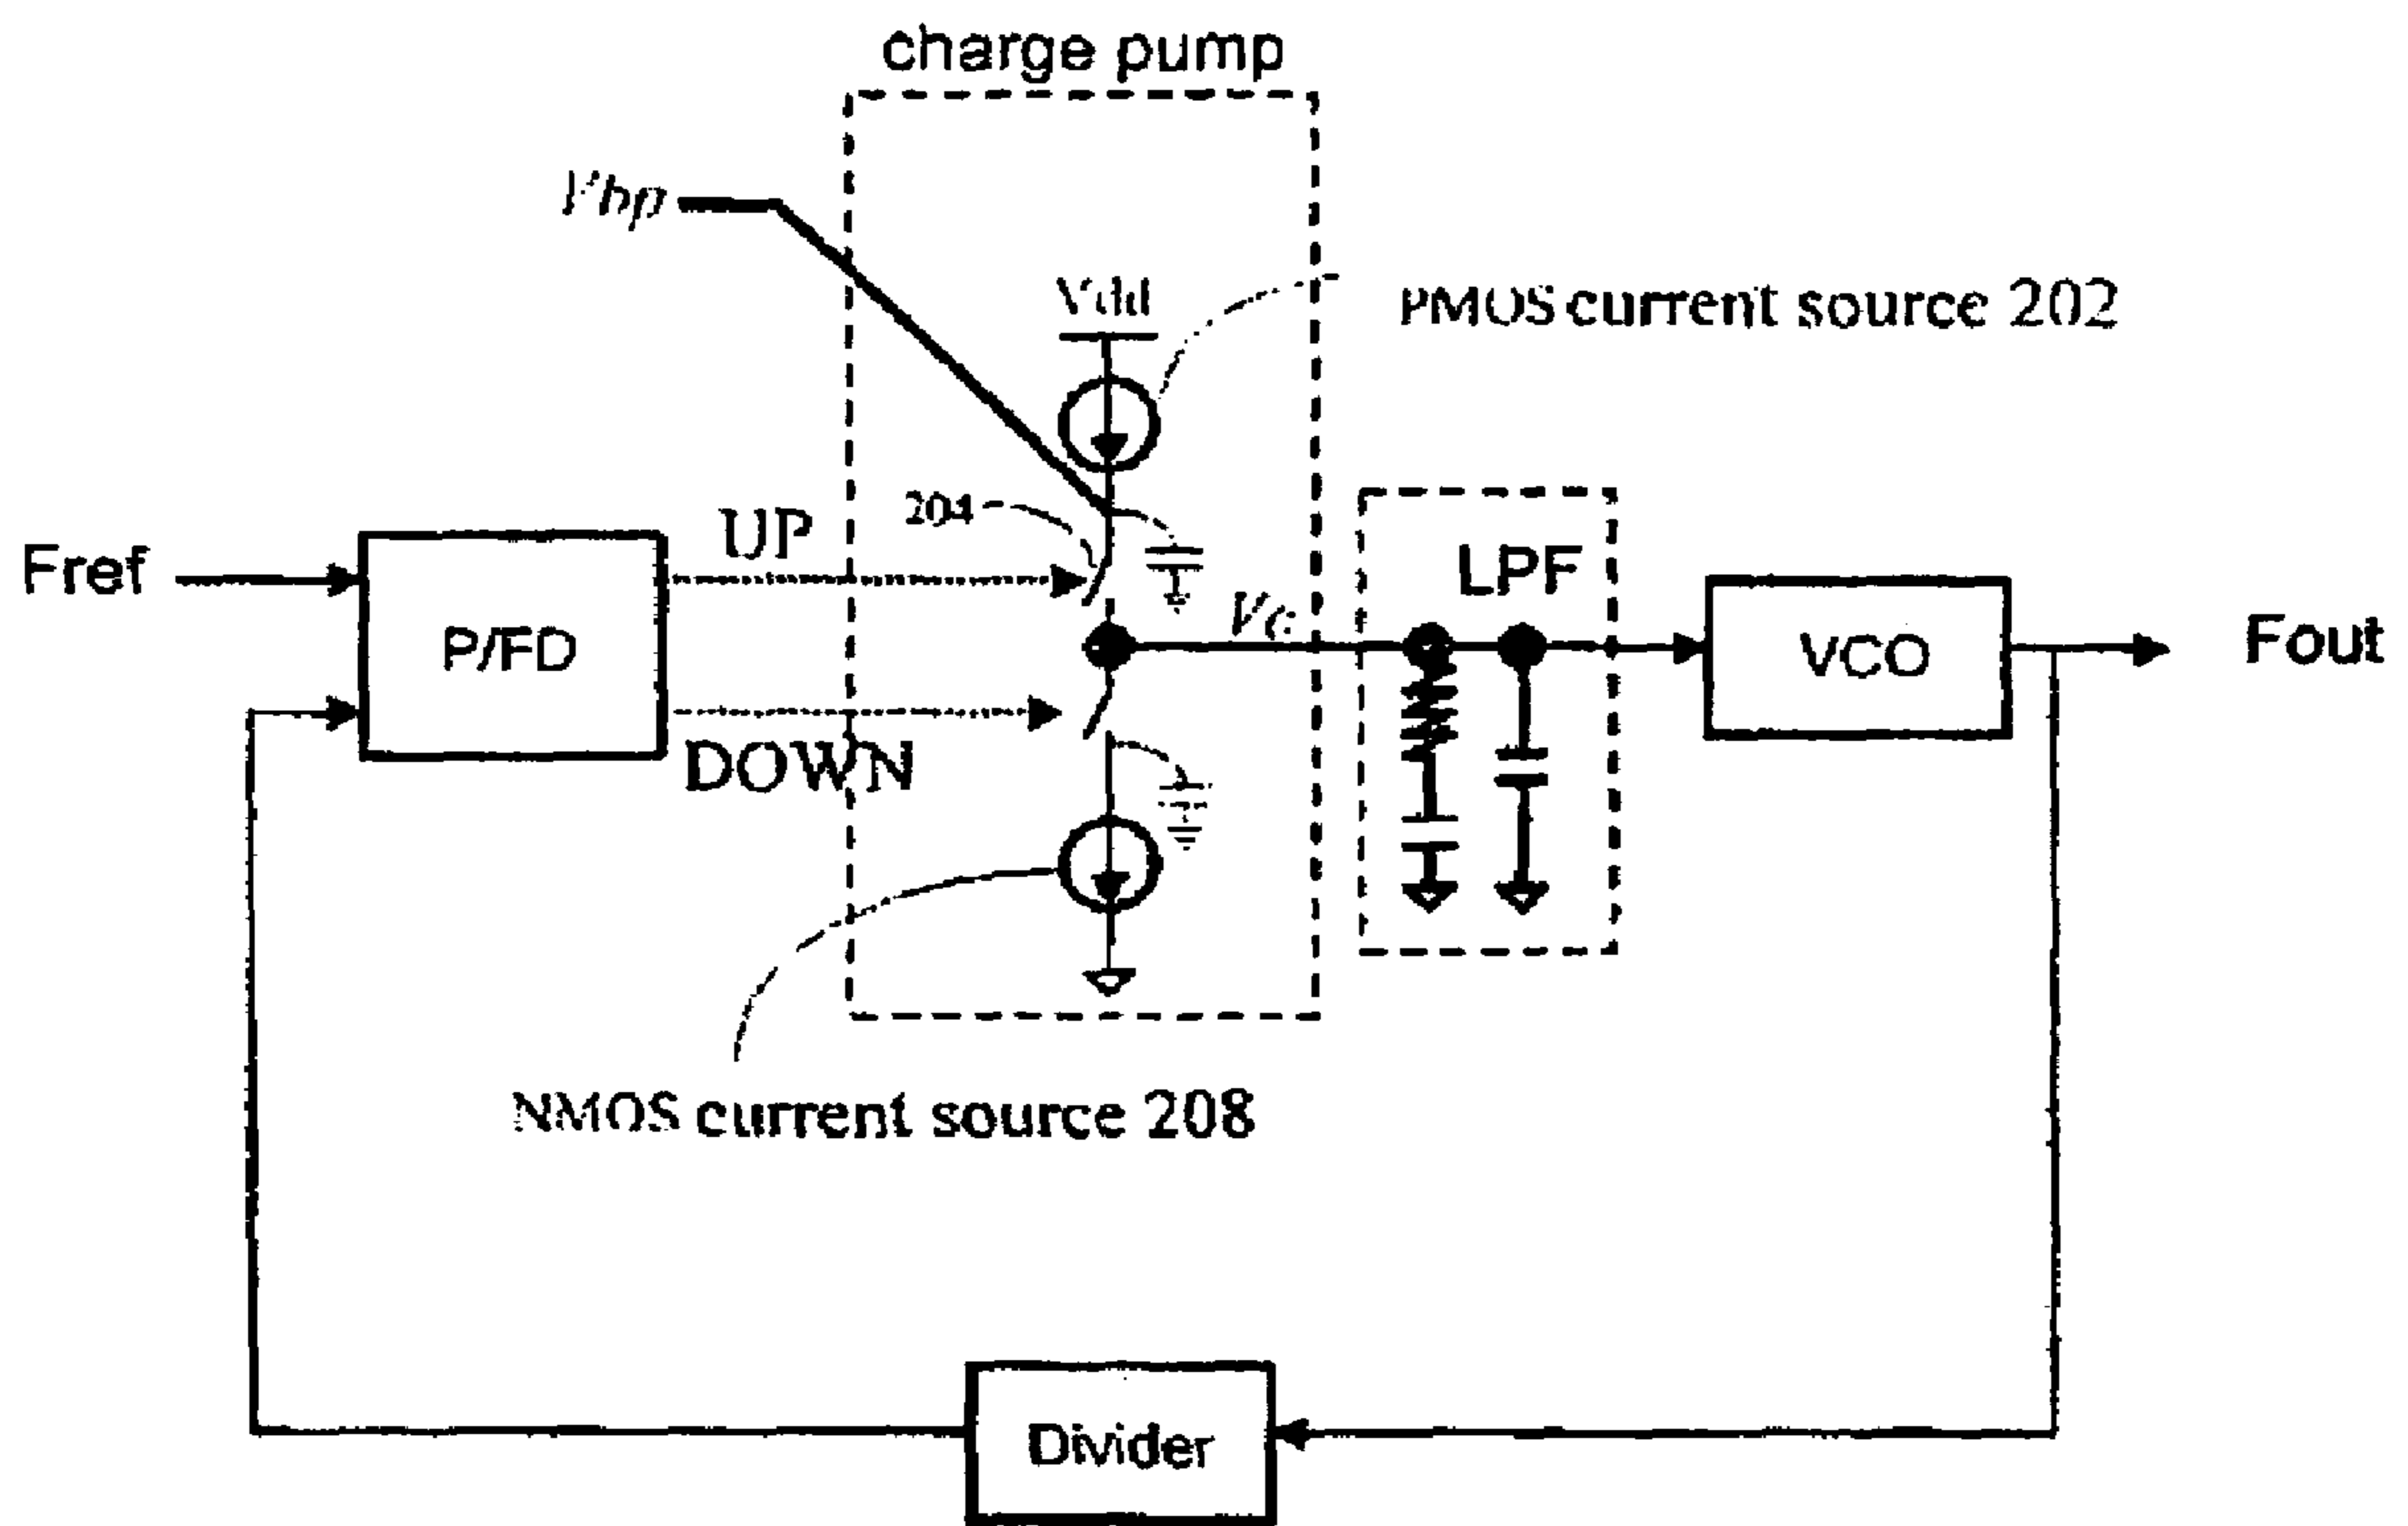 charge pump
Vbp
Vdd
PMOS current source 202
204
UP
Fref
P/FD
LPF
Vc
VCO
Fout
DOWN
NMOS current source 208
Divider